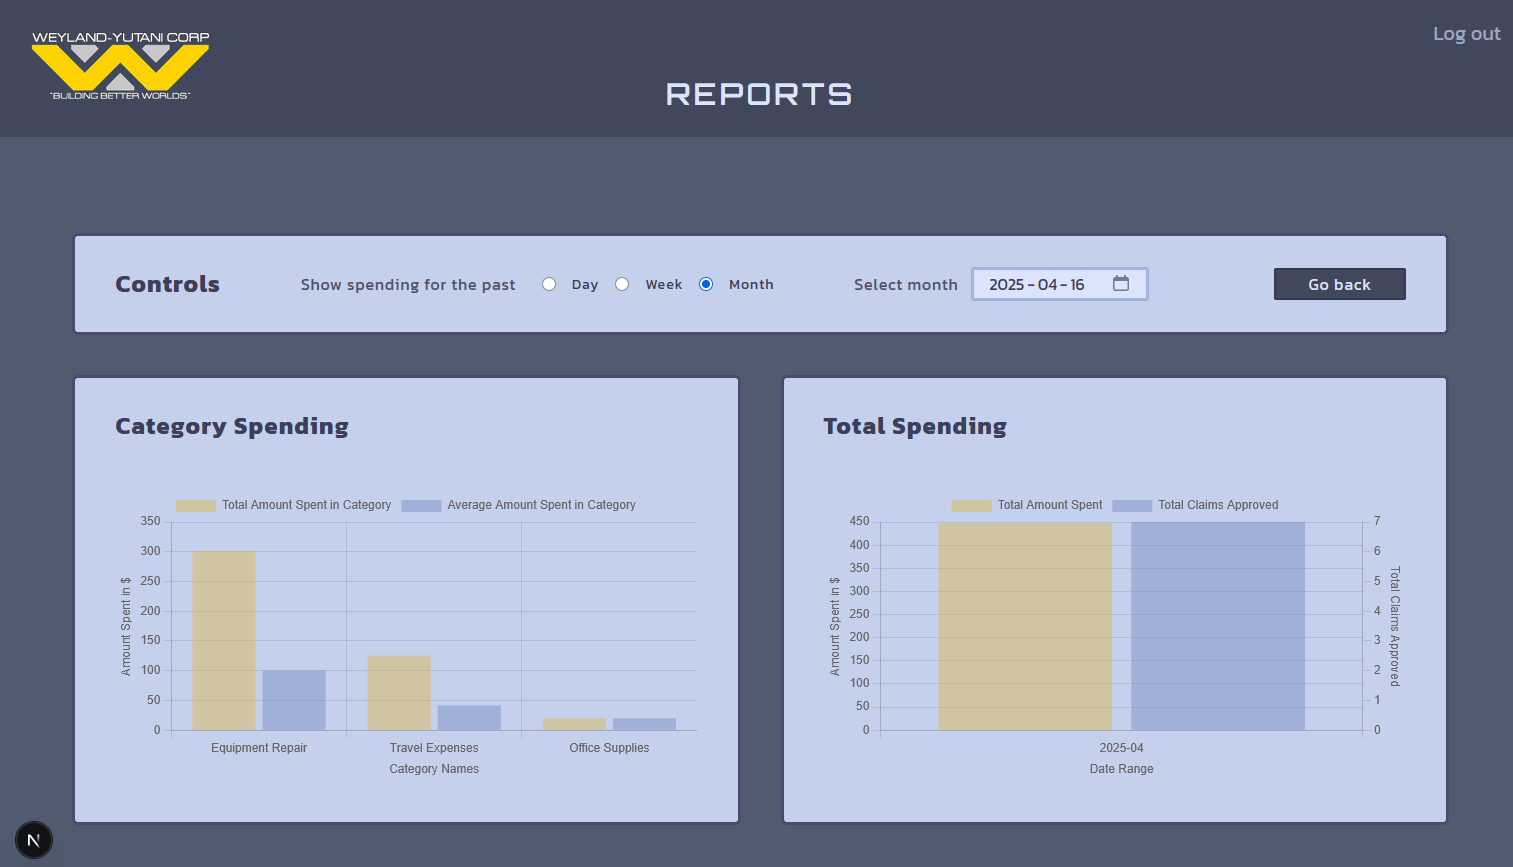 WEYLAND-YUTANI CORP
"BUILDING BETTER WORLDS"
Log out
REPORTS
Controls
Show spending for the past
Day
Week
Month
Select month
2025-04-16
Go back
Category Spending
Total Amount Spent in Category
Average Amount Spent in Category
350
300
250
200
150
100
50
0
Amount Spent in $
Equipment Repair
Travel Expenses
Office Supplies
Category Names
Total Spending
Total Amount Spent
Total Claims Approved
450
400
350
300
250
200
150
100
50
0
Amount Spent in $
7
6
5
4
3
2
1
0
Total Claims Approved
2025-04
Date Range
N